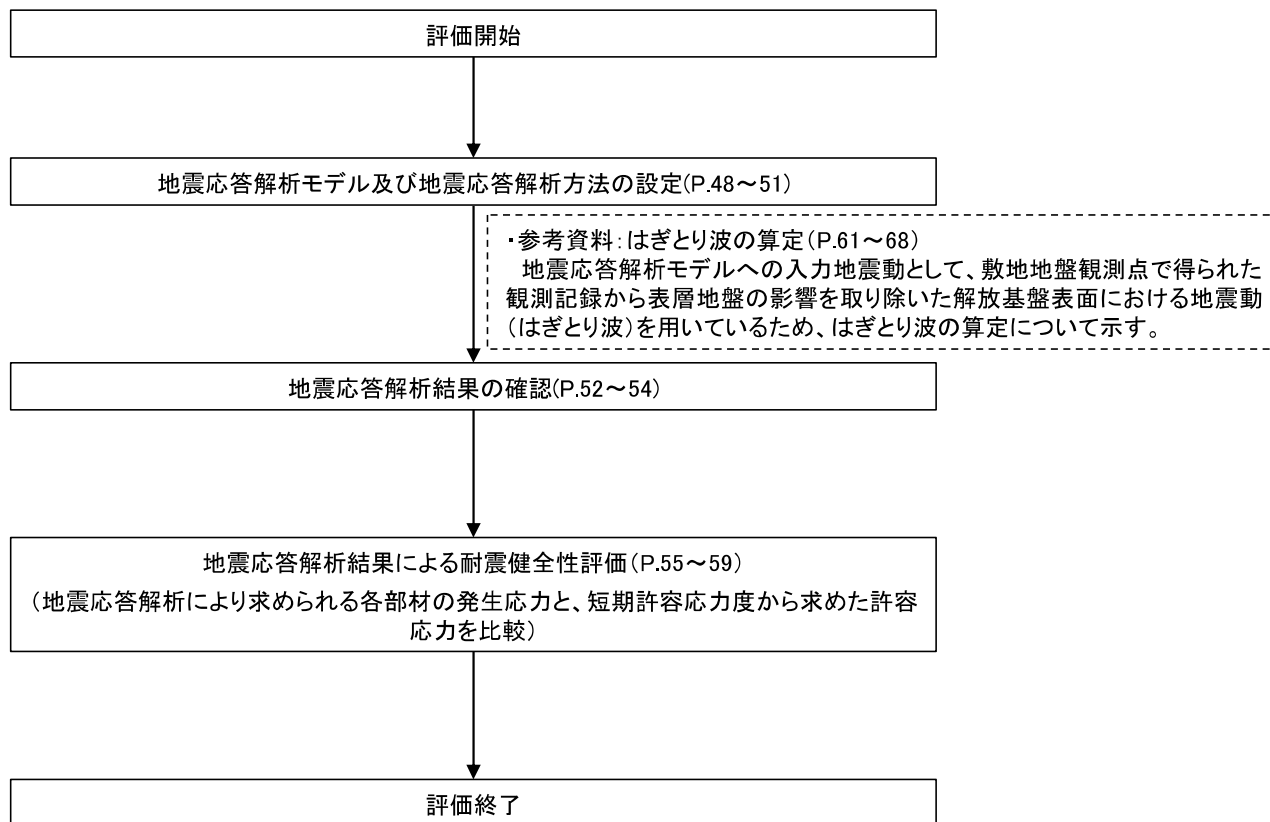 評価開始
地震応答解析モデル及び地震応答解析方法の設定(P.48～51)
・参考資料：はぎとり波の算定(P.61～68)
地震応答解析モデルへの入力地震動として、敷地地盤観測点で得られた
観測記録から表層地盤の影響を取り除いた解放基盤表面における地震動
(はぎとり波)を用いているため、はぎとり波の算定について示す。
地震応答解析結果の確認(P.52～54)
地震応答解析結果による耐震健全性評価(P.55～59)
(地震応答解析により求められる各部材の発生応力と、短期許容応力度から求めた許容
応力を比較)
評価終了